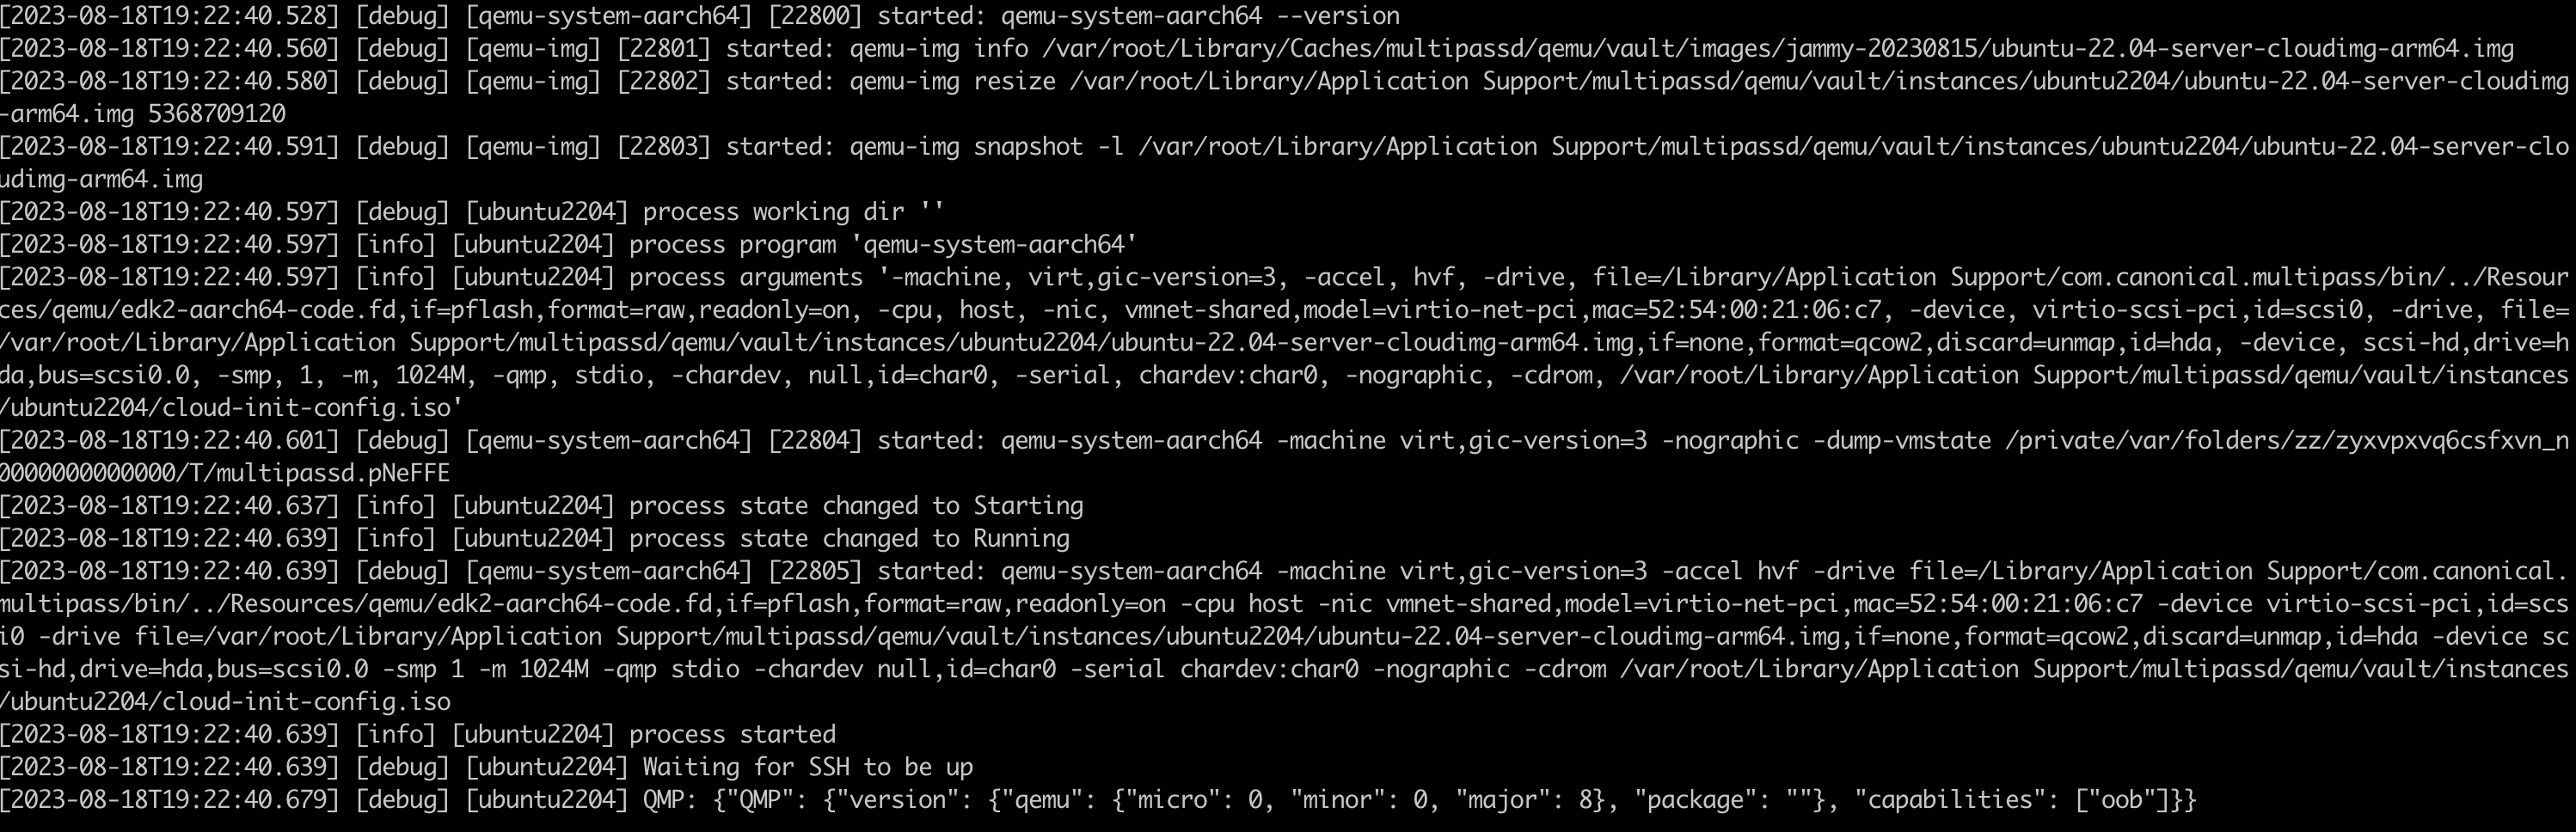 [2023-08-18T19:22:40.528] [debug] [qemu-system-aarch64] [22800] started: qemu-system-aarch64 --version
[2023-08-18T19:22:40.560] [debug] [qemu-img] [22801] started: qemu-img info /var/root/Library/Caches/multipassd/qemu/vault/images/jammy-20230815/ubuntu-22.04-server-cloudimg-arm64.img
[2023-08-18T19:22:40.580] [debug] [qemu-img] [22802] started: qemu-img resize /var/root/Library/Application Support/multipassd/qemu/vault/instances/ubuntu2204/ubuntu-22.04-server-cloudimg
-arm64.img 5368709120
[2023-08-18T19:22:40.591] [debug] [qemu-img] [22803] started: qemu-img snapshot -l /var/root/Library/Application Support/multipassd/qemu/vault/instances/ubuntu2204/ubuntu-22.04-server-clo
udimg-arm64.img
[2023-08-18T19:22:40.597] [debug] [ubuntu2204] process working dir ''
[2023-08-18T19:22:40.597] [info] [ubuntu2204] process program 'qemu-system-aarch64'
[2023-08-18T19:22:40.597] [info] [ubuntu2204] process arguments '-machine, virt,gic-version=3, -accel, hvf, -drive, file=/Library/Application Support/com.canonical.multipass/bin/../Resour
ces/qemu/edk2-aarch64-code.fd,if=pflash,format=raw,readonly=on, -cpu, host, -nic, vmnet-shared,model=virtio-net-pci,mac=52:54:00:21:06:c7, -device, virtio-scsi-pci,id=scsi0, -drive, file=
/var/root/Library/Application Support/multipassd/qemu/vault/instances/ubuntu2204/ubuntu-22.04-server-cloudimg-arm64.img,if=none,format=qcow2,discard=unmap,id=hda, -device, scsi-hd,drive=h
da,bus=scsi0.0, -smp, 1, -m, 1024M, -qmp, stdio, -chardev, null,id=char0, -serial, chardev:char0, -nographic, -cdrom, /var/root/Library/Application Support/multipassd/qemu/vault/instances
/ubuntu2204/cloud-init-config.iso'
[2023-08-18T19:22:40.601] [debug] [qemu-system-aarch64] [22804] started: qemu-system-aarch64 -machine virt,gic-version=3 -nographic -dump-vmstate /private/var/folders/zz/zyxvpxvq6csfxvn_n
0000000000000/T/multipassd.pNeFFE
[2023-08-18T19:22:40.637] [info] [ubuntu2204] process state changed to Starting
[2023-08-18T19:22:40.639] [info] [ubuntu2204] process state changed to Running
[2023-08-18T19:22:40.639] [debug] [qemu-system-aarch64] [22805] started: qemu-system-aarch64 -machine virt,gic-version=3 -accel hvf -drive file=/Library/Application Support/com.canonical.
multipass/bin/../Resources/qemu/edk2-aarch64-code.fd,if=pflash,format=raw,readonly=on -cpu host -nic vmnet-shared,model=virtio-net-pci,mac=52:54:00:21:06:c7 -device virtio-scsi-pci,id=scs
i0 -drive file=/var/root/Library/Application Support/multipassd/qemu/vault/instances/ubuntu2204/ubuntu-22.04-server-cloudimg-arm64.img,if=none,format=qcow2,discard=unmap,id=hda -device sc
si-hd,drive=hda,bus=scsi0.0 -smp 1 -m 1024M -qmp stdio -chardev null,id=char0 -serial chardev:char0 -nographic -cdrom /var/root/Library/Application Support/multipassd/qemu/vault/instances
/ubuntu2204/cloud-init-config.iso
[2023-08-18T19:22:40.639] [info] [ubuntu2204] process started
[2023-08-18T19:22:40.639] [debug] [ubuntu2204] Waiting for SSH to be up
[2023-08-18T19:22:40.679] [debug] [ubuntu2204] QMP: {"QMP": {"version": {"qemu": {"micro": 0, "minor": 0, "major": 8}, "package": ""}, "capabilities": ["oob"]}}